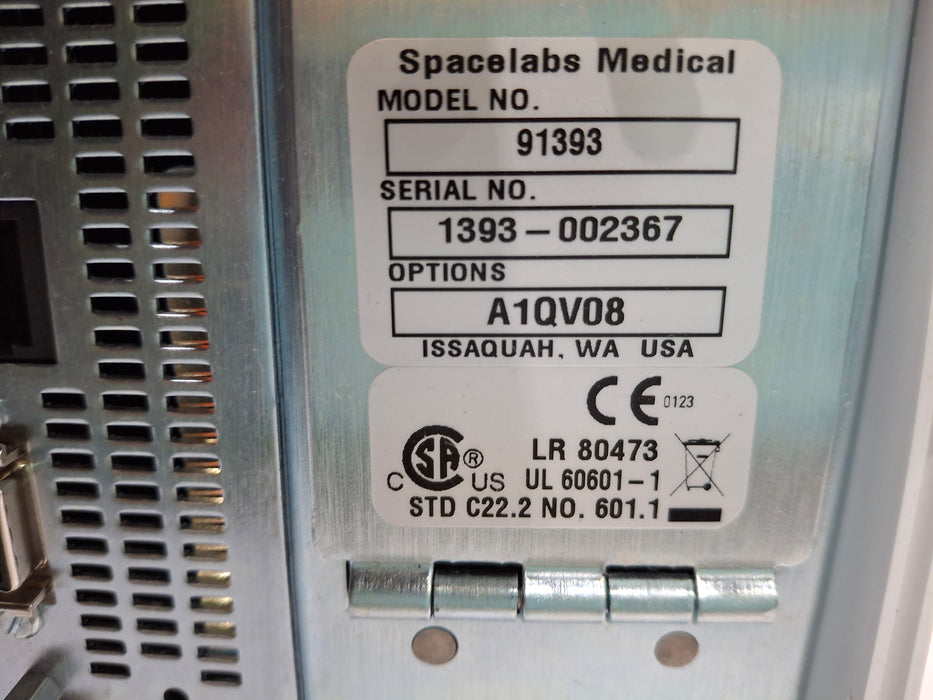 Spacelabs Medical
MODEL NO.
91393
SERIAL NO.
1393-002367
OPTIONS
A1QV08
ISSAQUAH, WA USA
CE 0123
LR 80473
C SA ® US UL 60601-1
STD C22.2 NO. 601.1